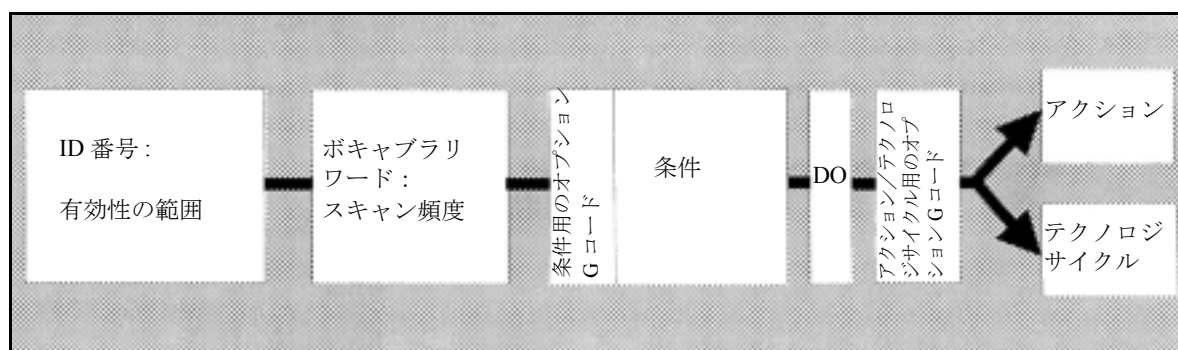 ID 番号 :
有効性の範囲
ボキャブラリ
ワード :
スキャン頻度
条件用のオプション
G コード
条件
DO
アクション/テクノロ
ジサイクル用のオプ
ション G コード
アクション
テクノロジ
サイクル